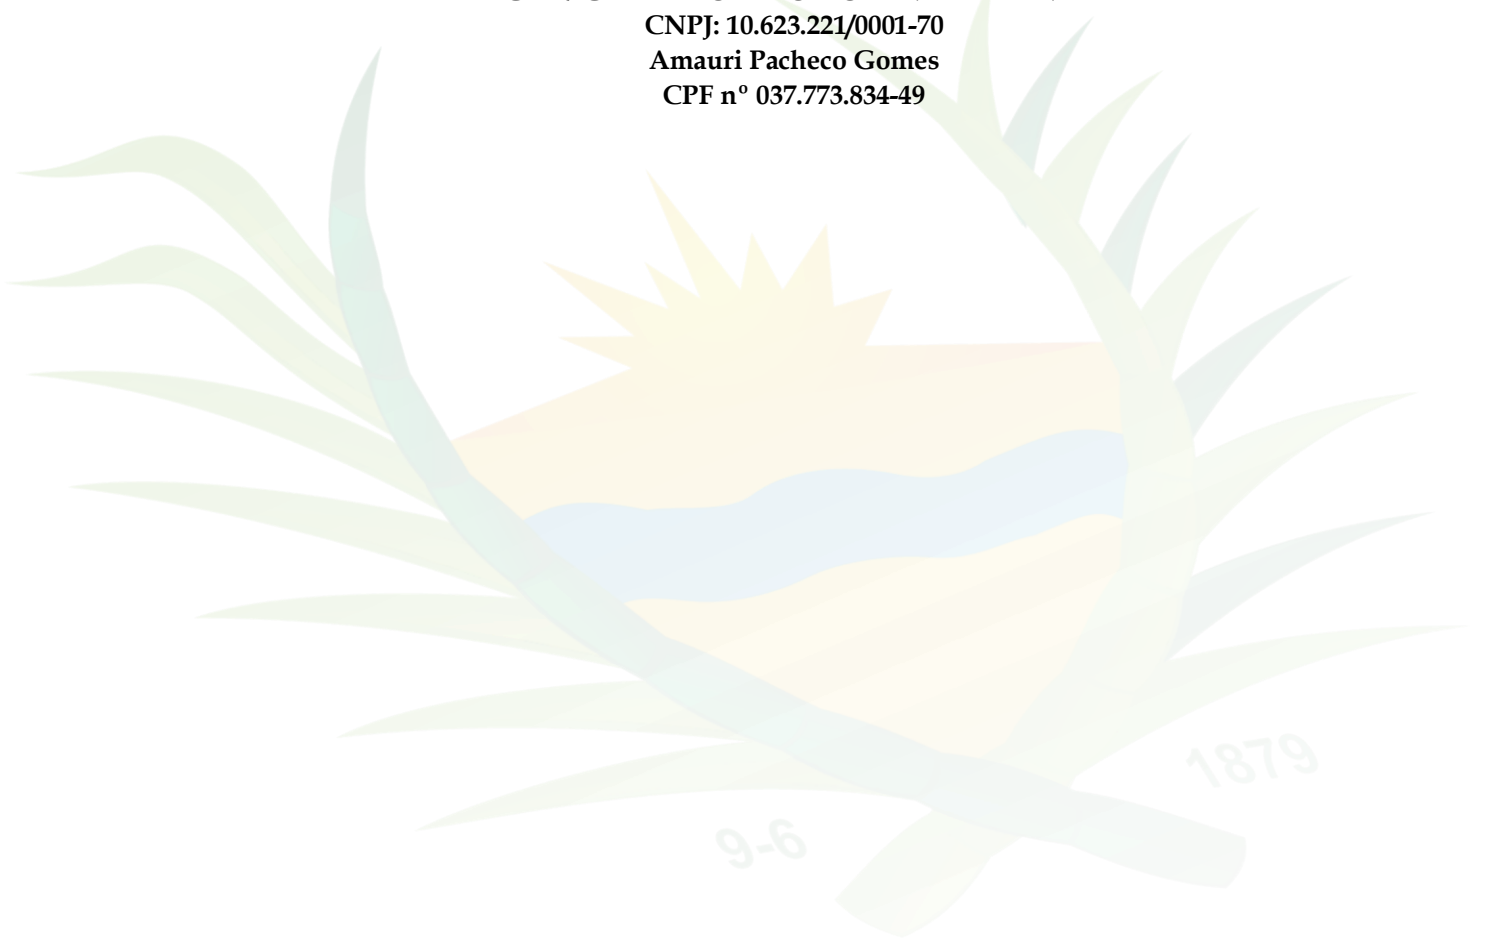 CNPJ: 10.623.221/0001-70
Amauri Pacheco Gomes
CPF nº 037.773.834-49
1879
9-6